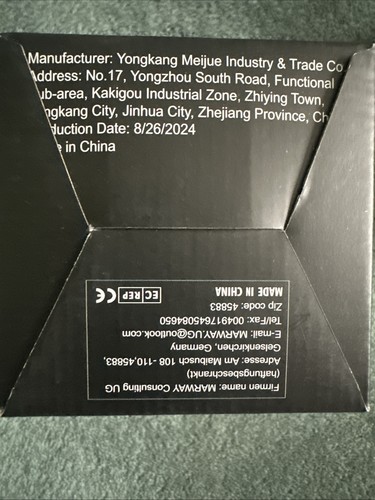 Manufacturer: Yongkang Meijue Industry & Trade Co
Address: No.17, Yongzhou South Road, Functional
ub-area, Kakigou Industrial Zone, Zhiying Town,
ngkang City, Jinhua City, Zhejiang Province, Ch
duction Date: 8/26/2024
e in China
Firmen name: MARWAY Consulting UG
(haftungsbeschrankt)
Adresse: Am Maibusch 108 - 110,45883,
Gelsenkirchen, Germany
E-mail: MARWAY.UG@outlook.com
Tel/Fax: 004917645084650
Zip code: 45883
MADE IN CHINA
EC REP CE